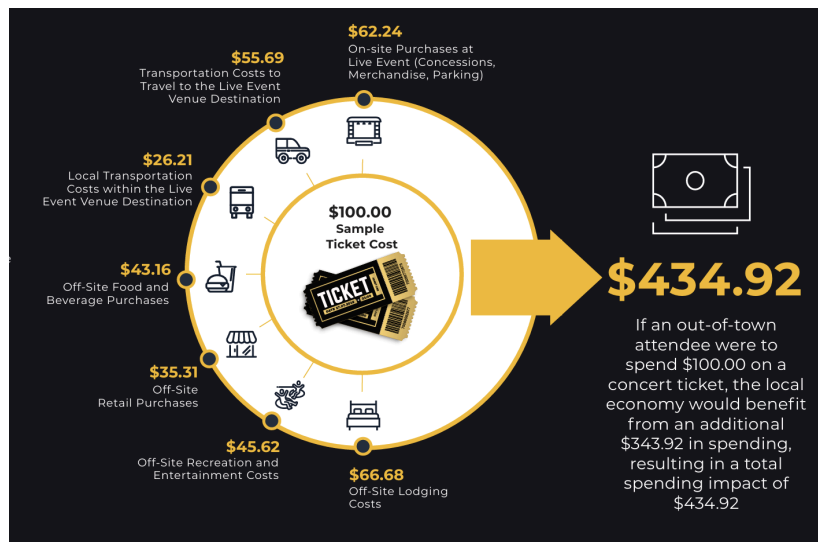 $62.24
On-site Purchases at
Live Event (Concessions,
Merchandise, Parking)
$55.69
Transportation Costs to
Travel to the Live Event
Venue Destination
$26.21
Local Transportation
Costs within the Live
Event Venue Destination
$43.16
Off-Site Food and
Beverage Purchases
$35.31
Off-Site
Retail Purchases
$45.62
Off-Site Recreation and
Entertainment Costs
$66.68
Off-Site Lodging
Costs
$100.00
Sample
Ticket Cost
TICKET
$434.92
If an out-of-town
attendee were to
spend $100.00 on a
concert ticket, the local
economy would benefit
from an additional
$343.92 in spending,
resulting in a total
spending impact of
$434.92